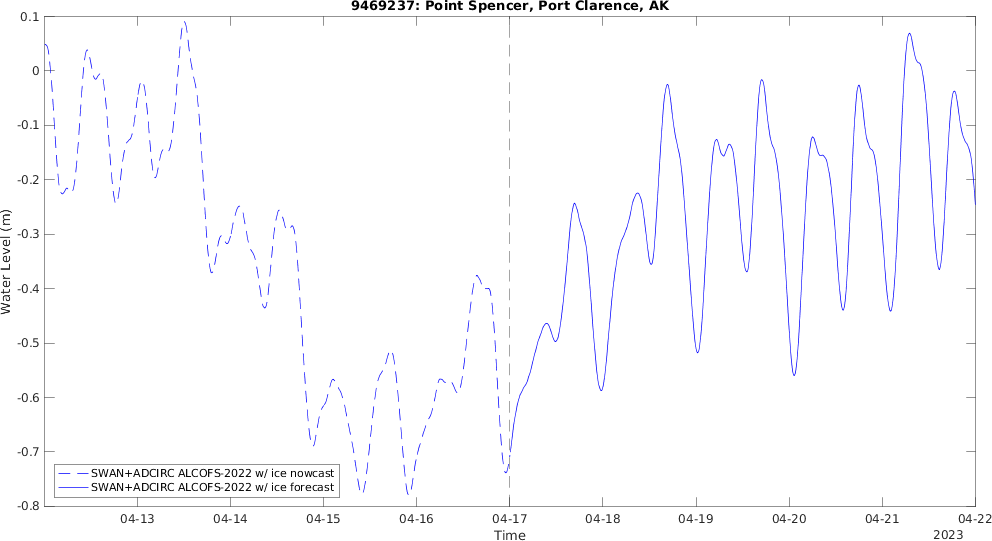 9469237: Point Spencer, Port Clarence, AK
0.1
0
-0.1
-0.2
-0.3
-0.4
-0.5
-0.6
-0.7
-0.8
Water Level (m)
SWAN+ADCIRC ALCOFS-2022 w/ ice nowcast
SWAN+ADCIRC ALCOFS-2022 w/ ice forecast
04-13 04-14 04-15 04-16 04-17 04-18 04-19 04-20 04-21 04-22
Time
2023